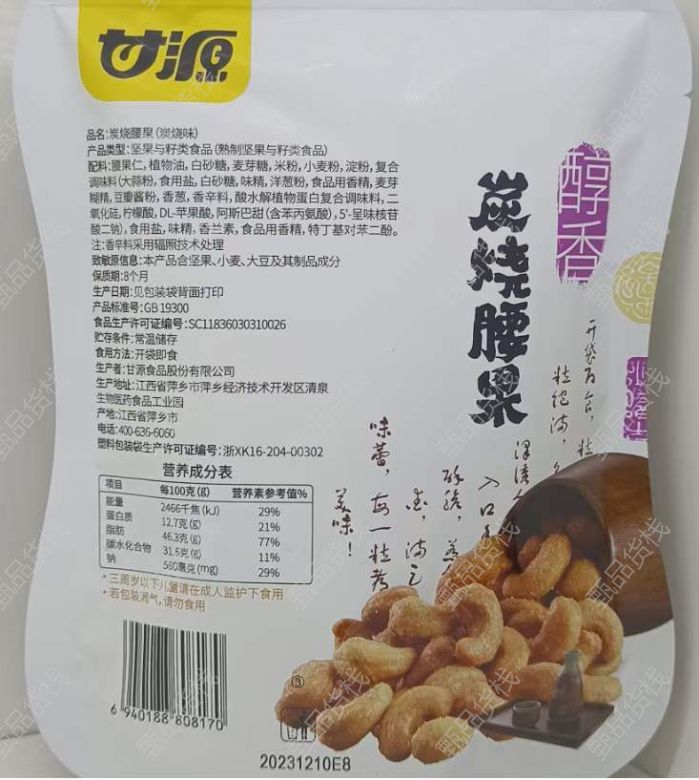 甘源
品名:炭烧腰果(炭烧味)
产品类型:坚果与籽类食品(熟制坚果与籽类食品)
配料:腰果仁,植物油,白砂糖,麦芽糖,米粉,小麦粉,淀粉,复合
调味料(大蒜粉,食用盐,白砂糖,味精,洋葱粉,食品用香精,麦芽
糊精,豆瓣酱粉,香葱,香辛料,酸水解植物蛋白复合调味料,二
氧化硅,柠檬酸,DL-苹果酸,阿斯巴甜(含苯丙氨酸),5'-呈味核苷
酸二钠),食用盐,味精,香兰素,食品用香精,特丁基对苯二酚。
注:香辛料采用辐照技术处理
致敏原信息:本产品含坚果、小麦、大豆及其制品成分
保质期:8个月
生产日期:见包装袋背面打印
产品标准号:GB 19300
食品生产许可证编号:SC11836030310026
贮存条件:常温储存
食用方法:开袋即食
生产者:甘源食品股份有限公司
生产地址:江西省萍乡市萍乡经济技术开发区清泉
生物医药食品工业园
产地:江西省萍乡市
电话:400-636-6060
塑料包装袋生产许可证编号:浙XK16-204-00302
营养成分表
项目 每100克(g) 营养素参考值%
能量 2466千焦(kJ) 29%
蛋白质 12.7克(g) 21%
脂肪 46.3克(g) 77%
碳水化合物 31.6克(g) 11%
钠 580毫克(mg) 29%
•三周岁以下儿童请在成人监护下食用
•若包装漏气,请勿食用
6 940188 808170
20231210E8
醇香
炭烧腰果
开袋百食,粒
粒饱满,
入口
酥脆,
味蕾,每一粒为
美味!
甄品货栈